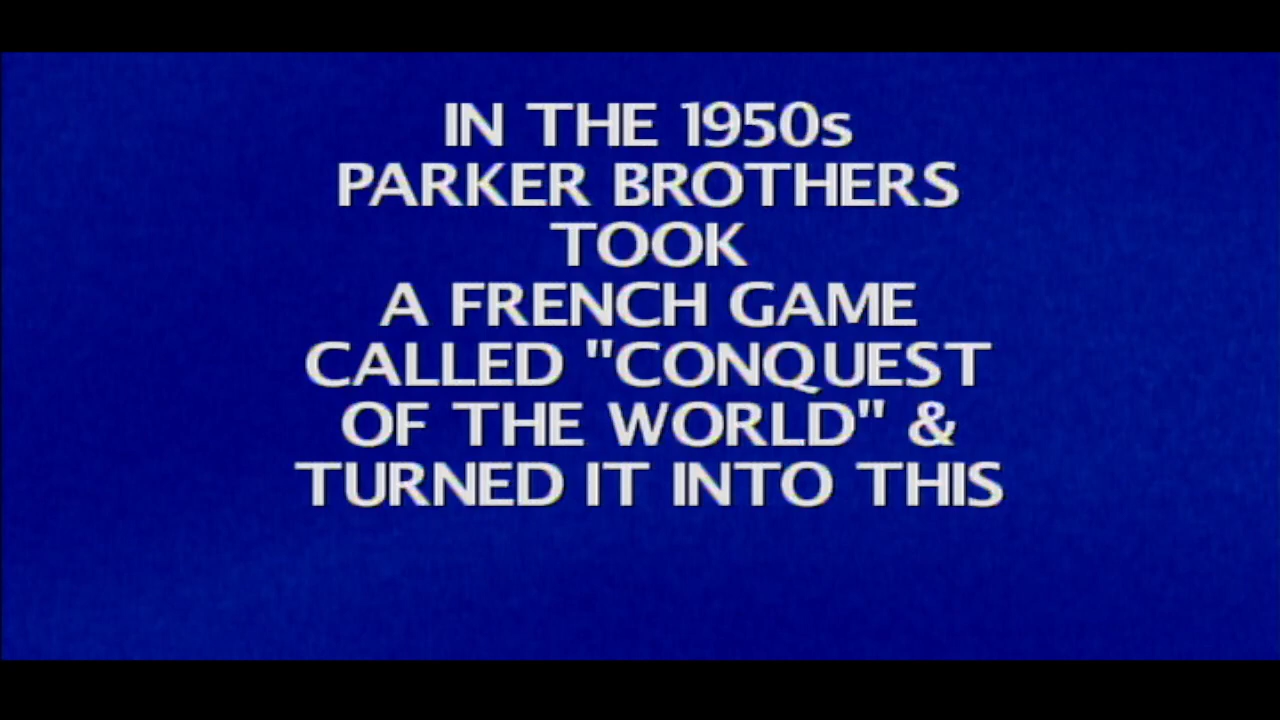 IN THE 1950s
PARKER BROTHERS
TOOK
A FRENCH GAME
CALLED "CONQUEST
OF THE WORLD" &
TURNED IT INTO THIS